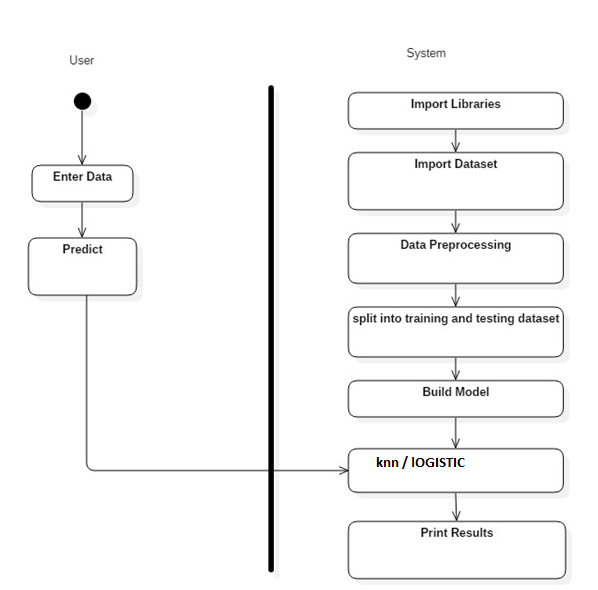 User
System
Import Libraries
Import Dataset
Enter Data
Data Preprocessing
Predict
split into training and testing dataset
Build Model
knn / lOGISTIC
Print Results